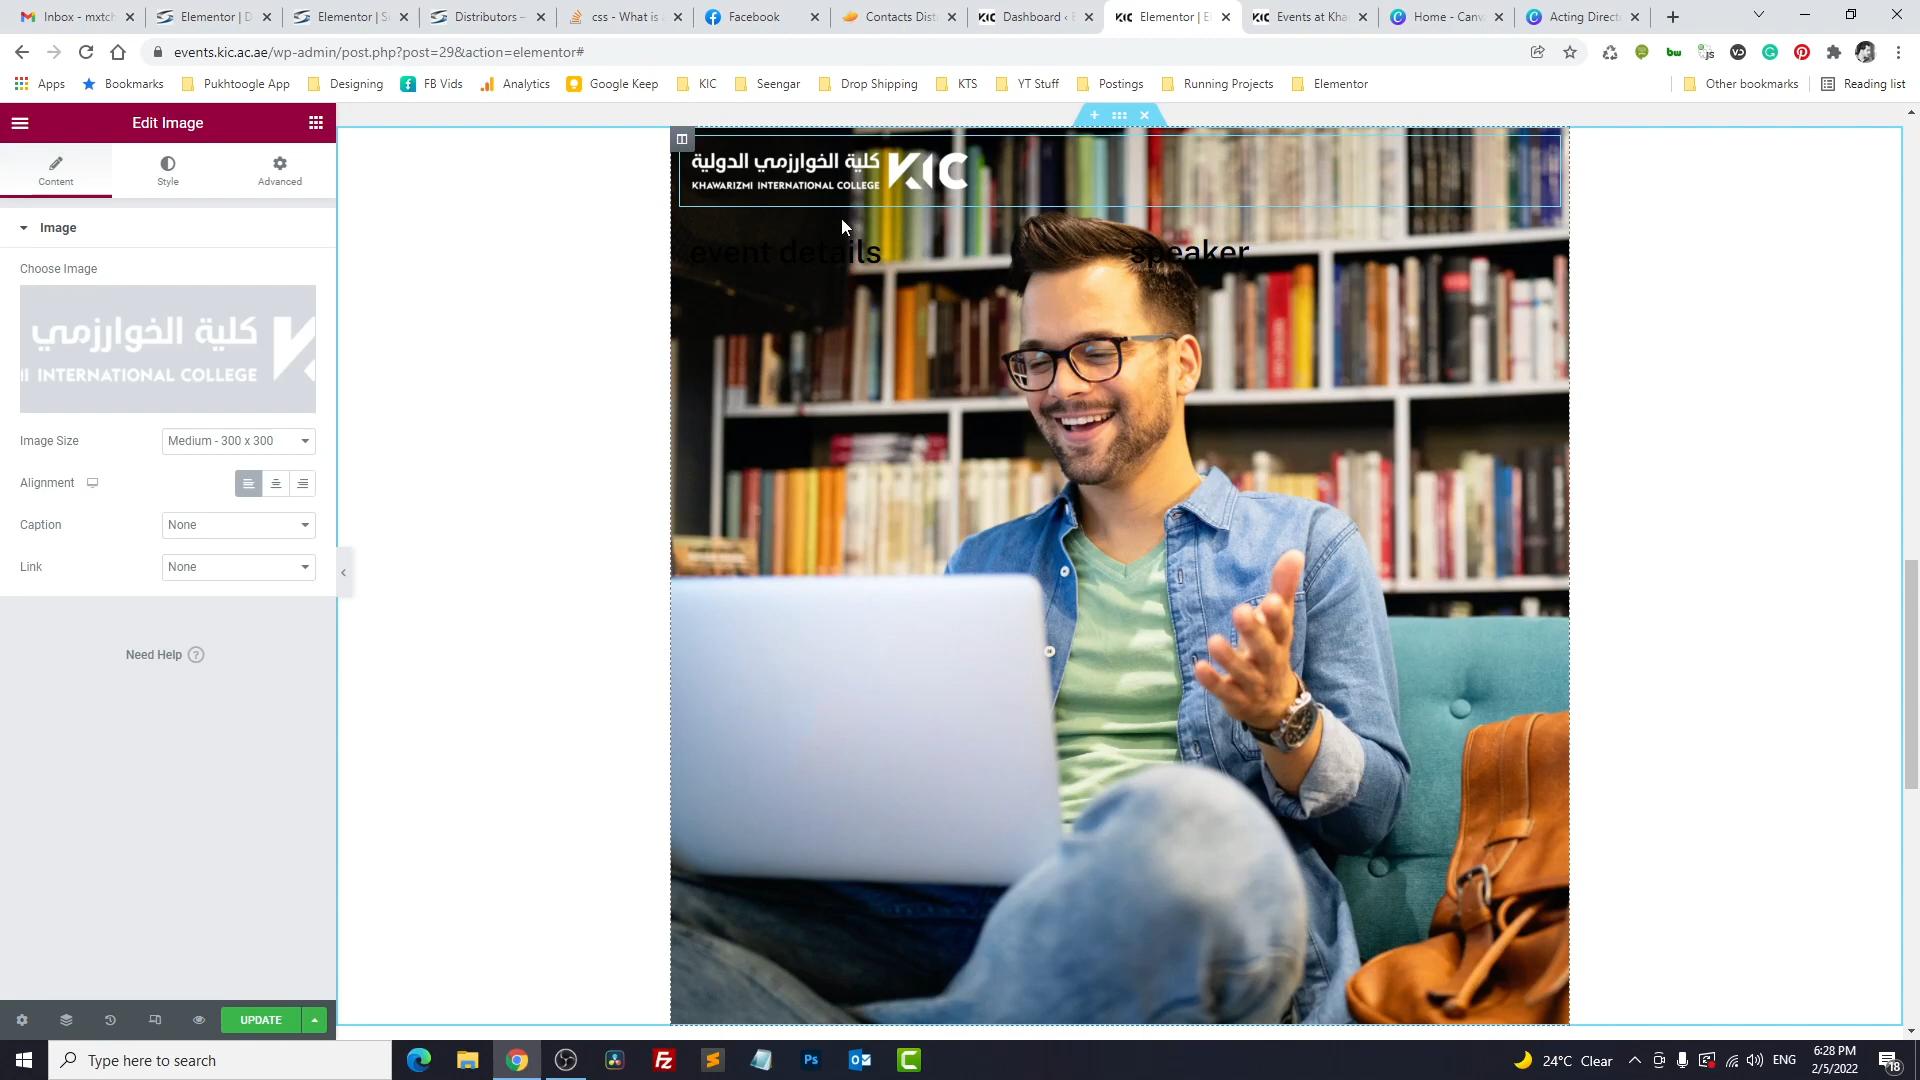 Inbox - mxtch
Elementor | D
Elementor | S
Distributors –
css - What is
Facebook
Contacts Dist
Dashboard ‹ E
Elementor | E
Events at Kha
Home - Canv
Acting Direct
events.kic.ac.ae/wp-admin/post.php?post=29&action=elementor#
Apps
Bookmarks
Pukhtoogle App
Designing
FB Vids
Analytics
Google Keep
KIC
Seengar
Drop Shipping
KTS
YT Stuff
Postings
Running Projects
Elementor
Other bookmarks
Reading list
Edit Image
Content
Style
Advanced
Image
Choose Image
كلية الخوارزمي
INTERNATIONAL COLLEGE
Image Size
Medium - 300 x 300
Alignment
Caption
None
Link
None
Need Help ?
UPDATE
كلية الخوارزمي الدولية
KHAWARIZMI INTERNATIONAL COLLEGE
KIC
event details
speaker
Type here to search
24°C Clear
ENG
6:28 PM
2/5/2022
18